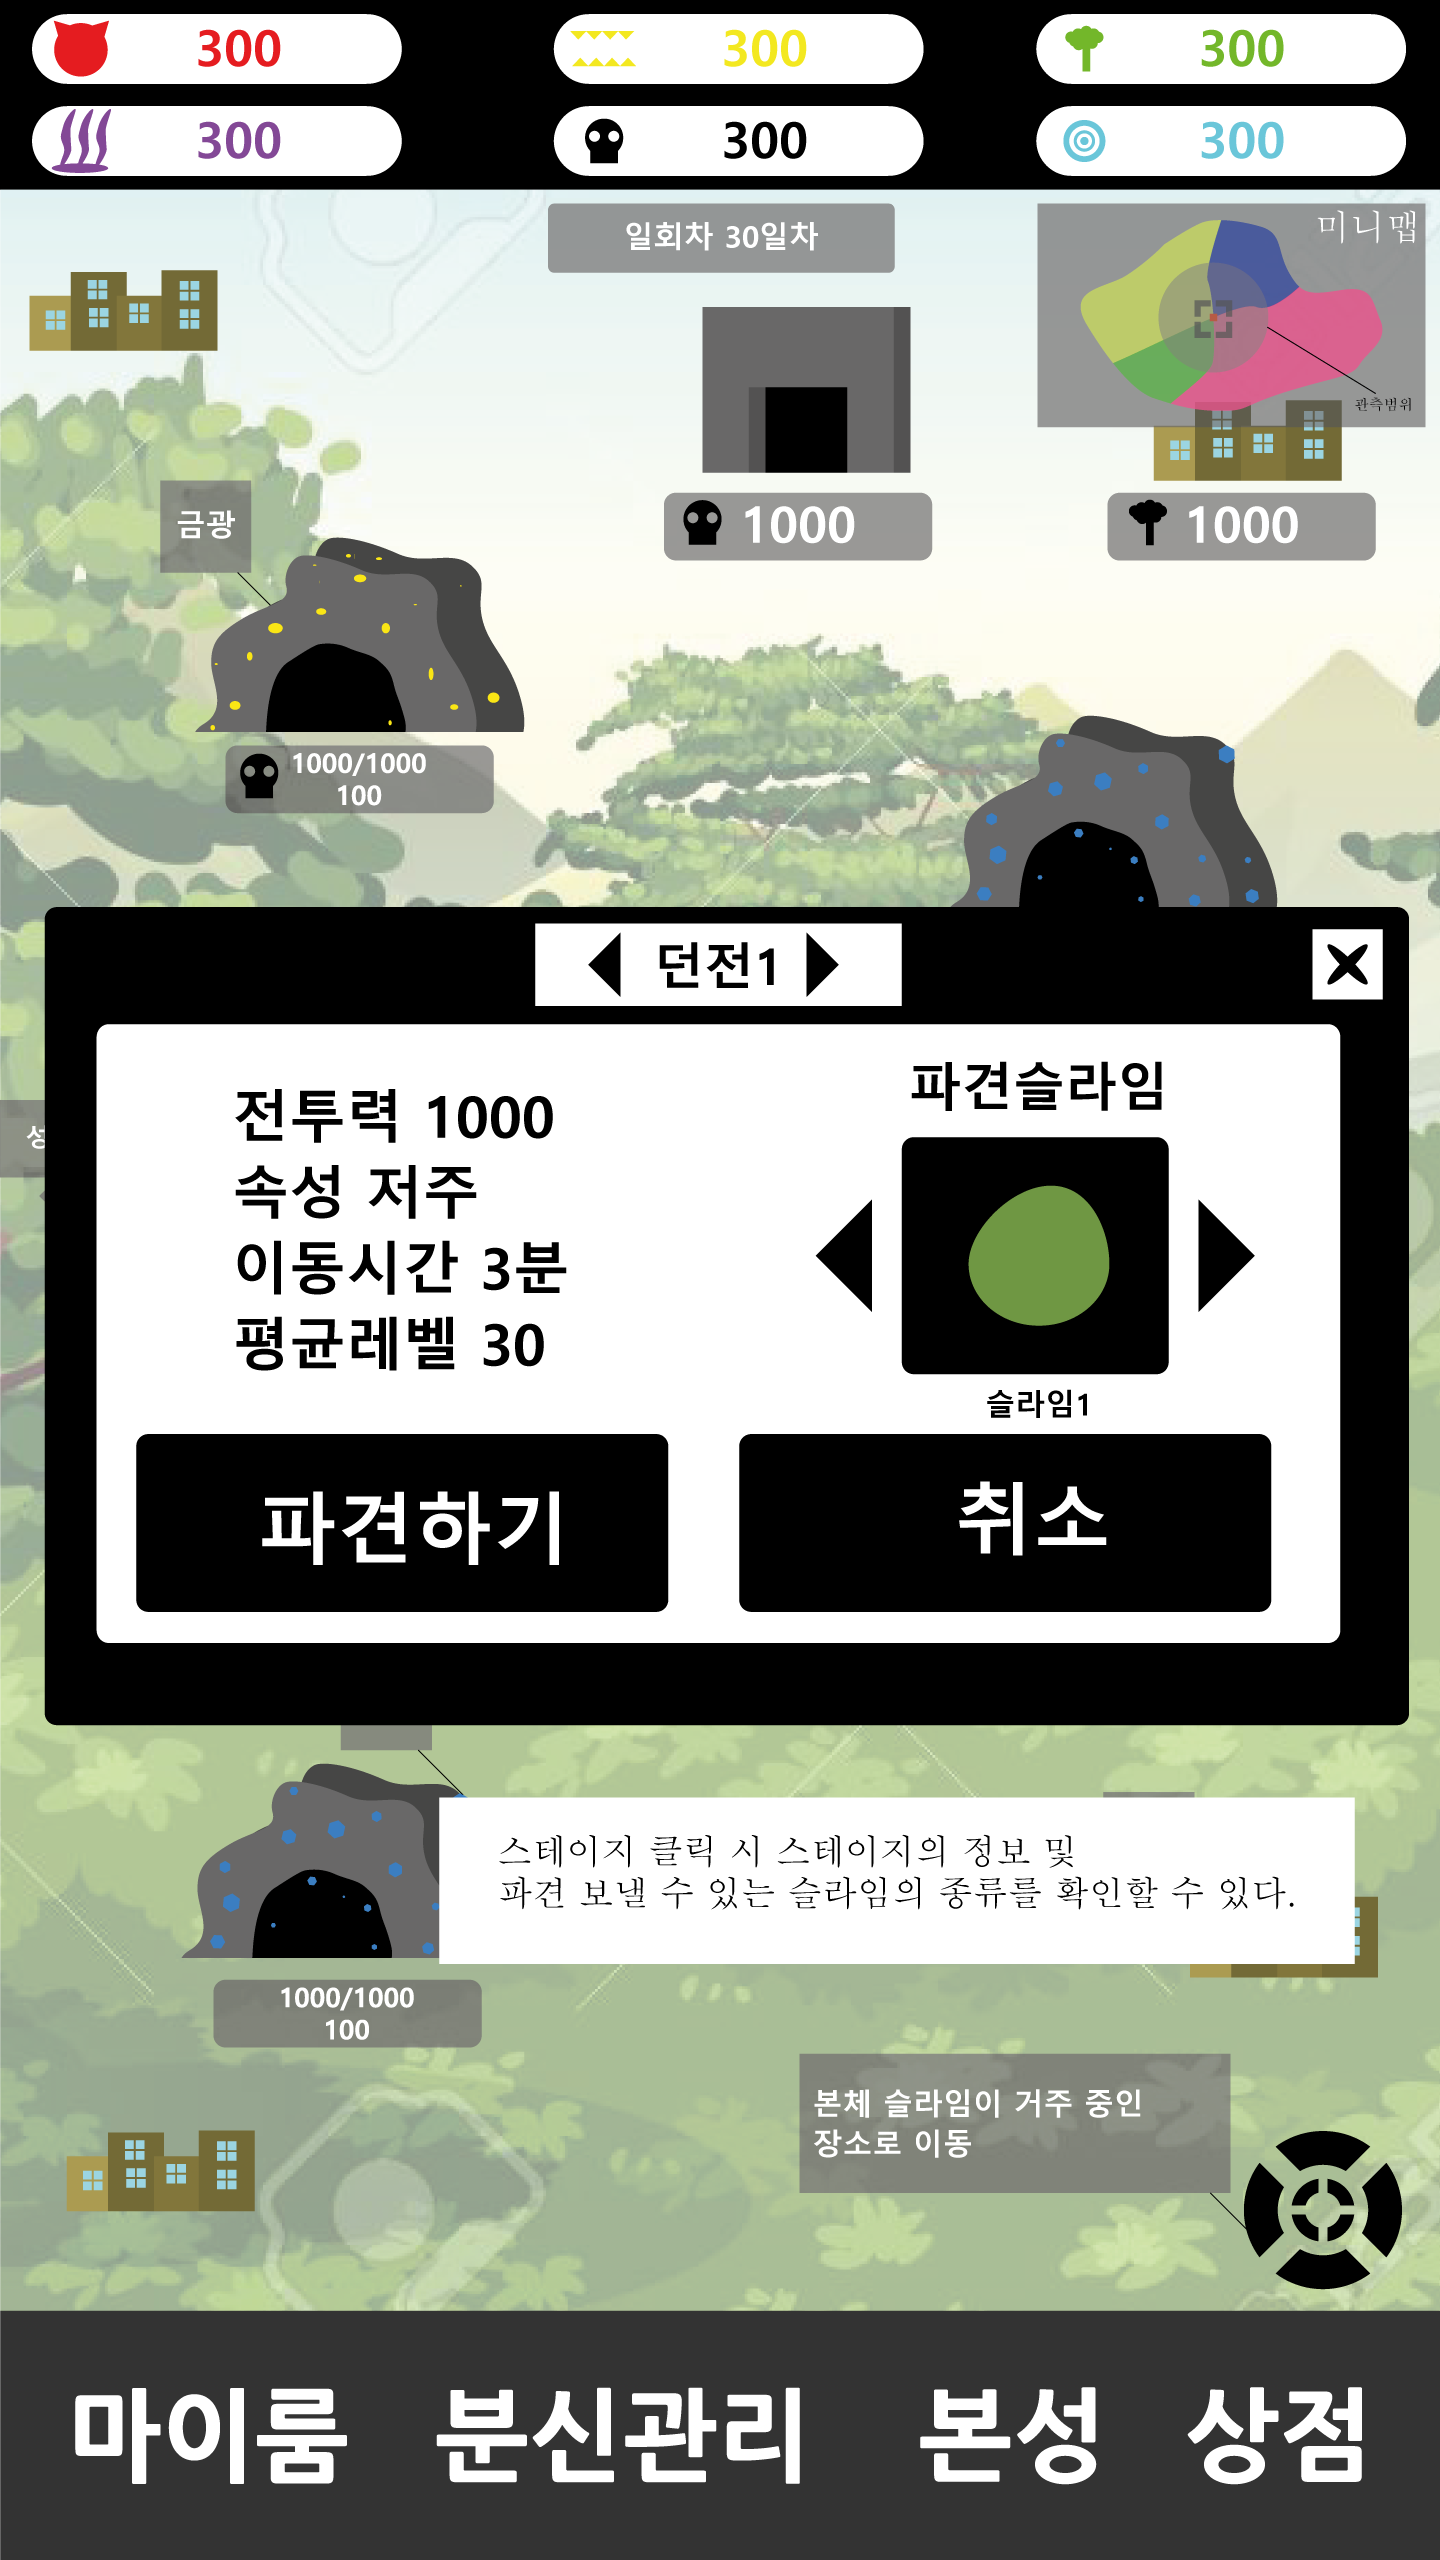 300
300
300
300
300
300
일회차 30일차
미니맵
관측범위
금광
1000
1000
1000/1000
100
던전1
전투력 1000
속성 저주
이동시간 3분
평균레벨 30
파견슬라임
슬라임1
파견하기
취소
스테이지 클릭 시 스테이지의 정보 및
파견 보낼 수 있는 슬라임의 종류를 확인할 수 있다.
1000/1000
100
본체 슬라임이 거주 중인
장소로 이동
마이룸
분신관리
본성
상점